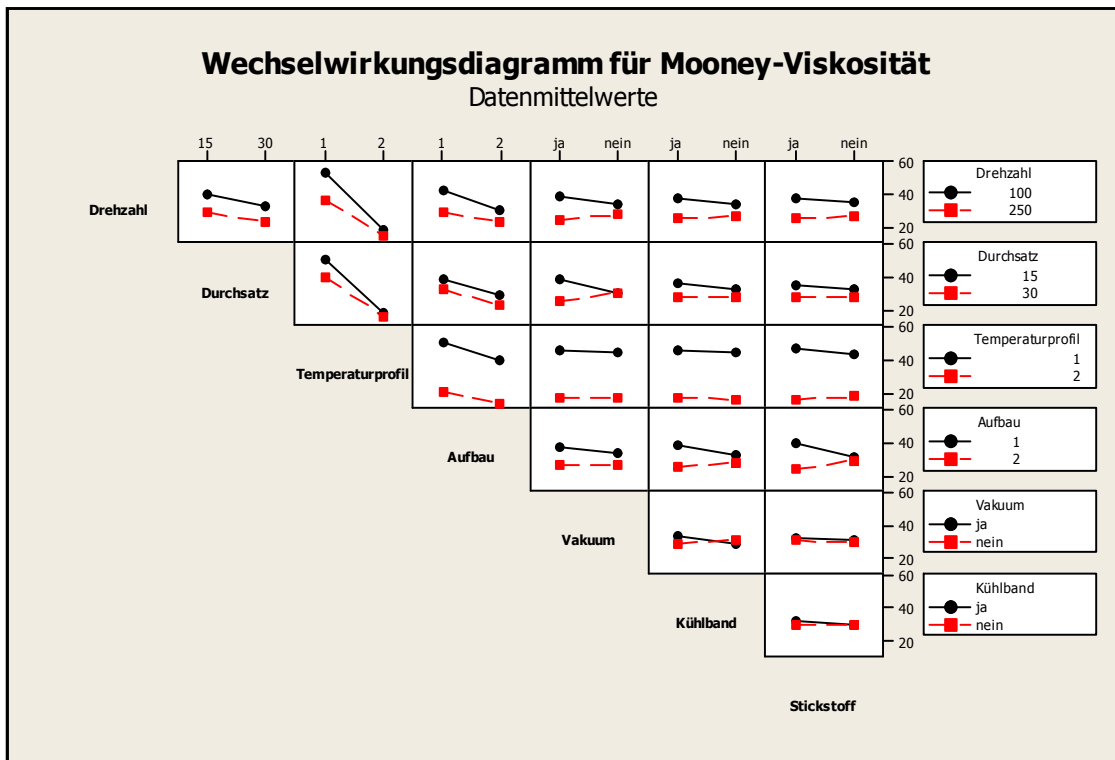 Wechselwirkungsdiagramm für Mooney-Viskosität
Datenmittelwerte
15 30 1 2 1 2 ja nein ja nein ja nein
60
40
20
Drehzahl
Drehzahl
100
250
60
40
20
Durchsatz
Durchsatz
15
30
60
40
20
Temperaturprofil
Temperaturprofil
1
2
60
40
20
Aufbau
Aufbau
1
2
60
40
20
Vakuum
Vakuum
ja
nein
60
40
20
Kühlband
Kühlband
ja
nein
Stickstoff